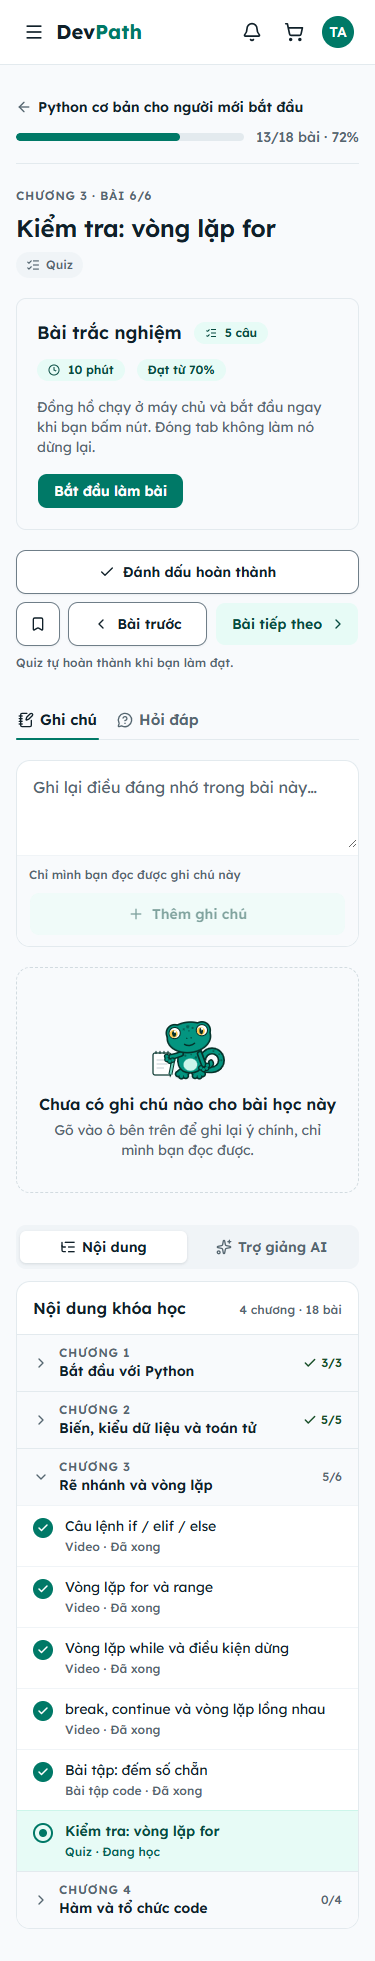 DevPath
TA
Python cơ bản cho người mới bắt đầu
13/18 bài · 72%
CHƯƠNG 3 · BÀI 6/6
Kiểm tra: vòng lặp for
Quiz
Bài trắc nghiệm
5 câu
10 phút
Đạt từ 70%
Đồng hồ chạy ở máy chủ và bắt đầu ngay
khi bạn bấm nút. Đóng tab không làm nó
dừng lại.
Bắt đầu làm bài
Đánh dấu hoàn thành
Bài trước
Bài tiếp theo
Quiz tự hoàn thành khi bạn làm đạt.
Ghi chú
Hỏi đáp
Ghi lại điều đáng nhớ trong bài này...
Chỉ mình bạn đọc được ghi chú này
Thêm ghi chú
Chưa có ghi chú nào cho bài học này
Gõ vào ô bên trên để ghi lại ý chính, chỉ
mình bạn đọc được.
Nội dung
Trợ giảng AI
Nội dung khóa học
4 chương · 18 bài
CHƯƠNG 1
Bắt đầu với Python
3/3
CHƯƠNG 2
Biến, kiểu dữ liệu và toán tử
5/5
CHƯƠNG 3
Rẽ nhánh và vòng lặp
5/6
Câu lệnh if / elif / else
Video · Đã xong
Vòng lặp for và range
Video · Đã xong
Vòng lặp while và điều kiện dừng
Video · Đã xong
break, continue và vòng lặp lồng nhau
Video · Đã xong
Bài tập: đếm số chẵn
Bài tập code · Đã xong
Kiểm tra: vòng lặp for
Quiz · Đang học
CHƯƠNG 4
Hàm và tổ chức code
0/4